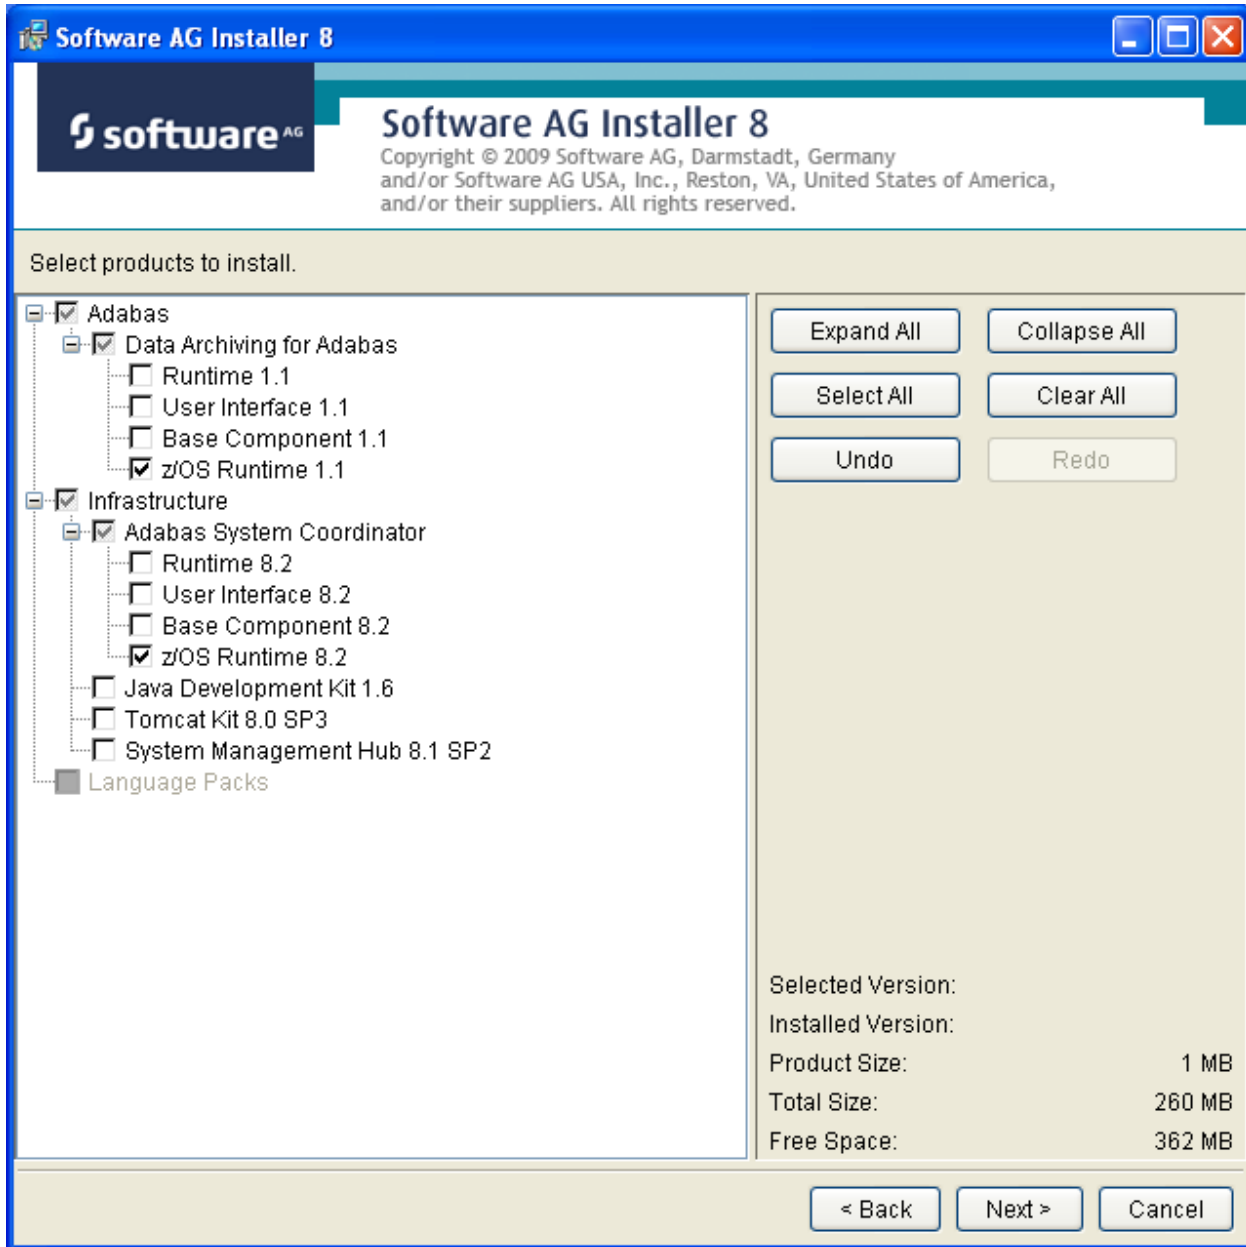 Software AG Installer 8
software AG
Software AG Installer 8
Copyright © 2009 Software AG, Darmstadt, Germany
and/or Software AG USA, Inc., Reston, VA, United States of America,
and/or their suppliers. All rights reserved.
Select products to install.
Adabas
Data Archiving for Adabas
Runtime 1.1
User Interface 1.1
Base Component 1.1
z/OS Runtime 1.1
Infrastructure
Adabas System Coordinator
Runtime 8.2
User Interface 8.2
Base Component 8.2
z/OS Runtime 8.2
Java Development Kit 1.6
Tomcat Kit 8.0 SP3
System Management Hub 8.1 SP2
Language Packs
Expand All Collapse All
Select All Clear All
Undo Redo
Selected Version:
Installed Version:
Product Size: 1 MB
Total Size: 260 MB
Free Space: 362 MB
< Back Next > Cancel